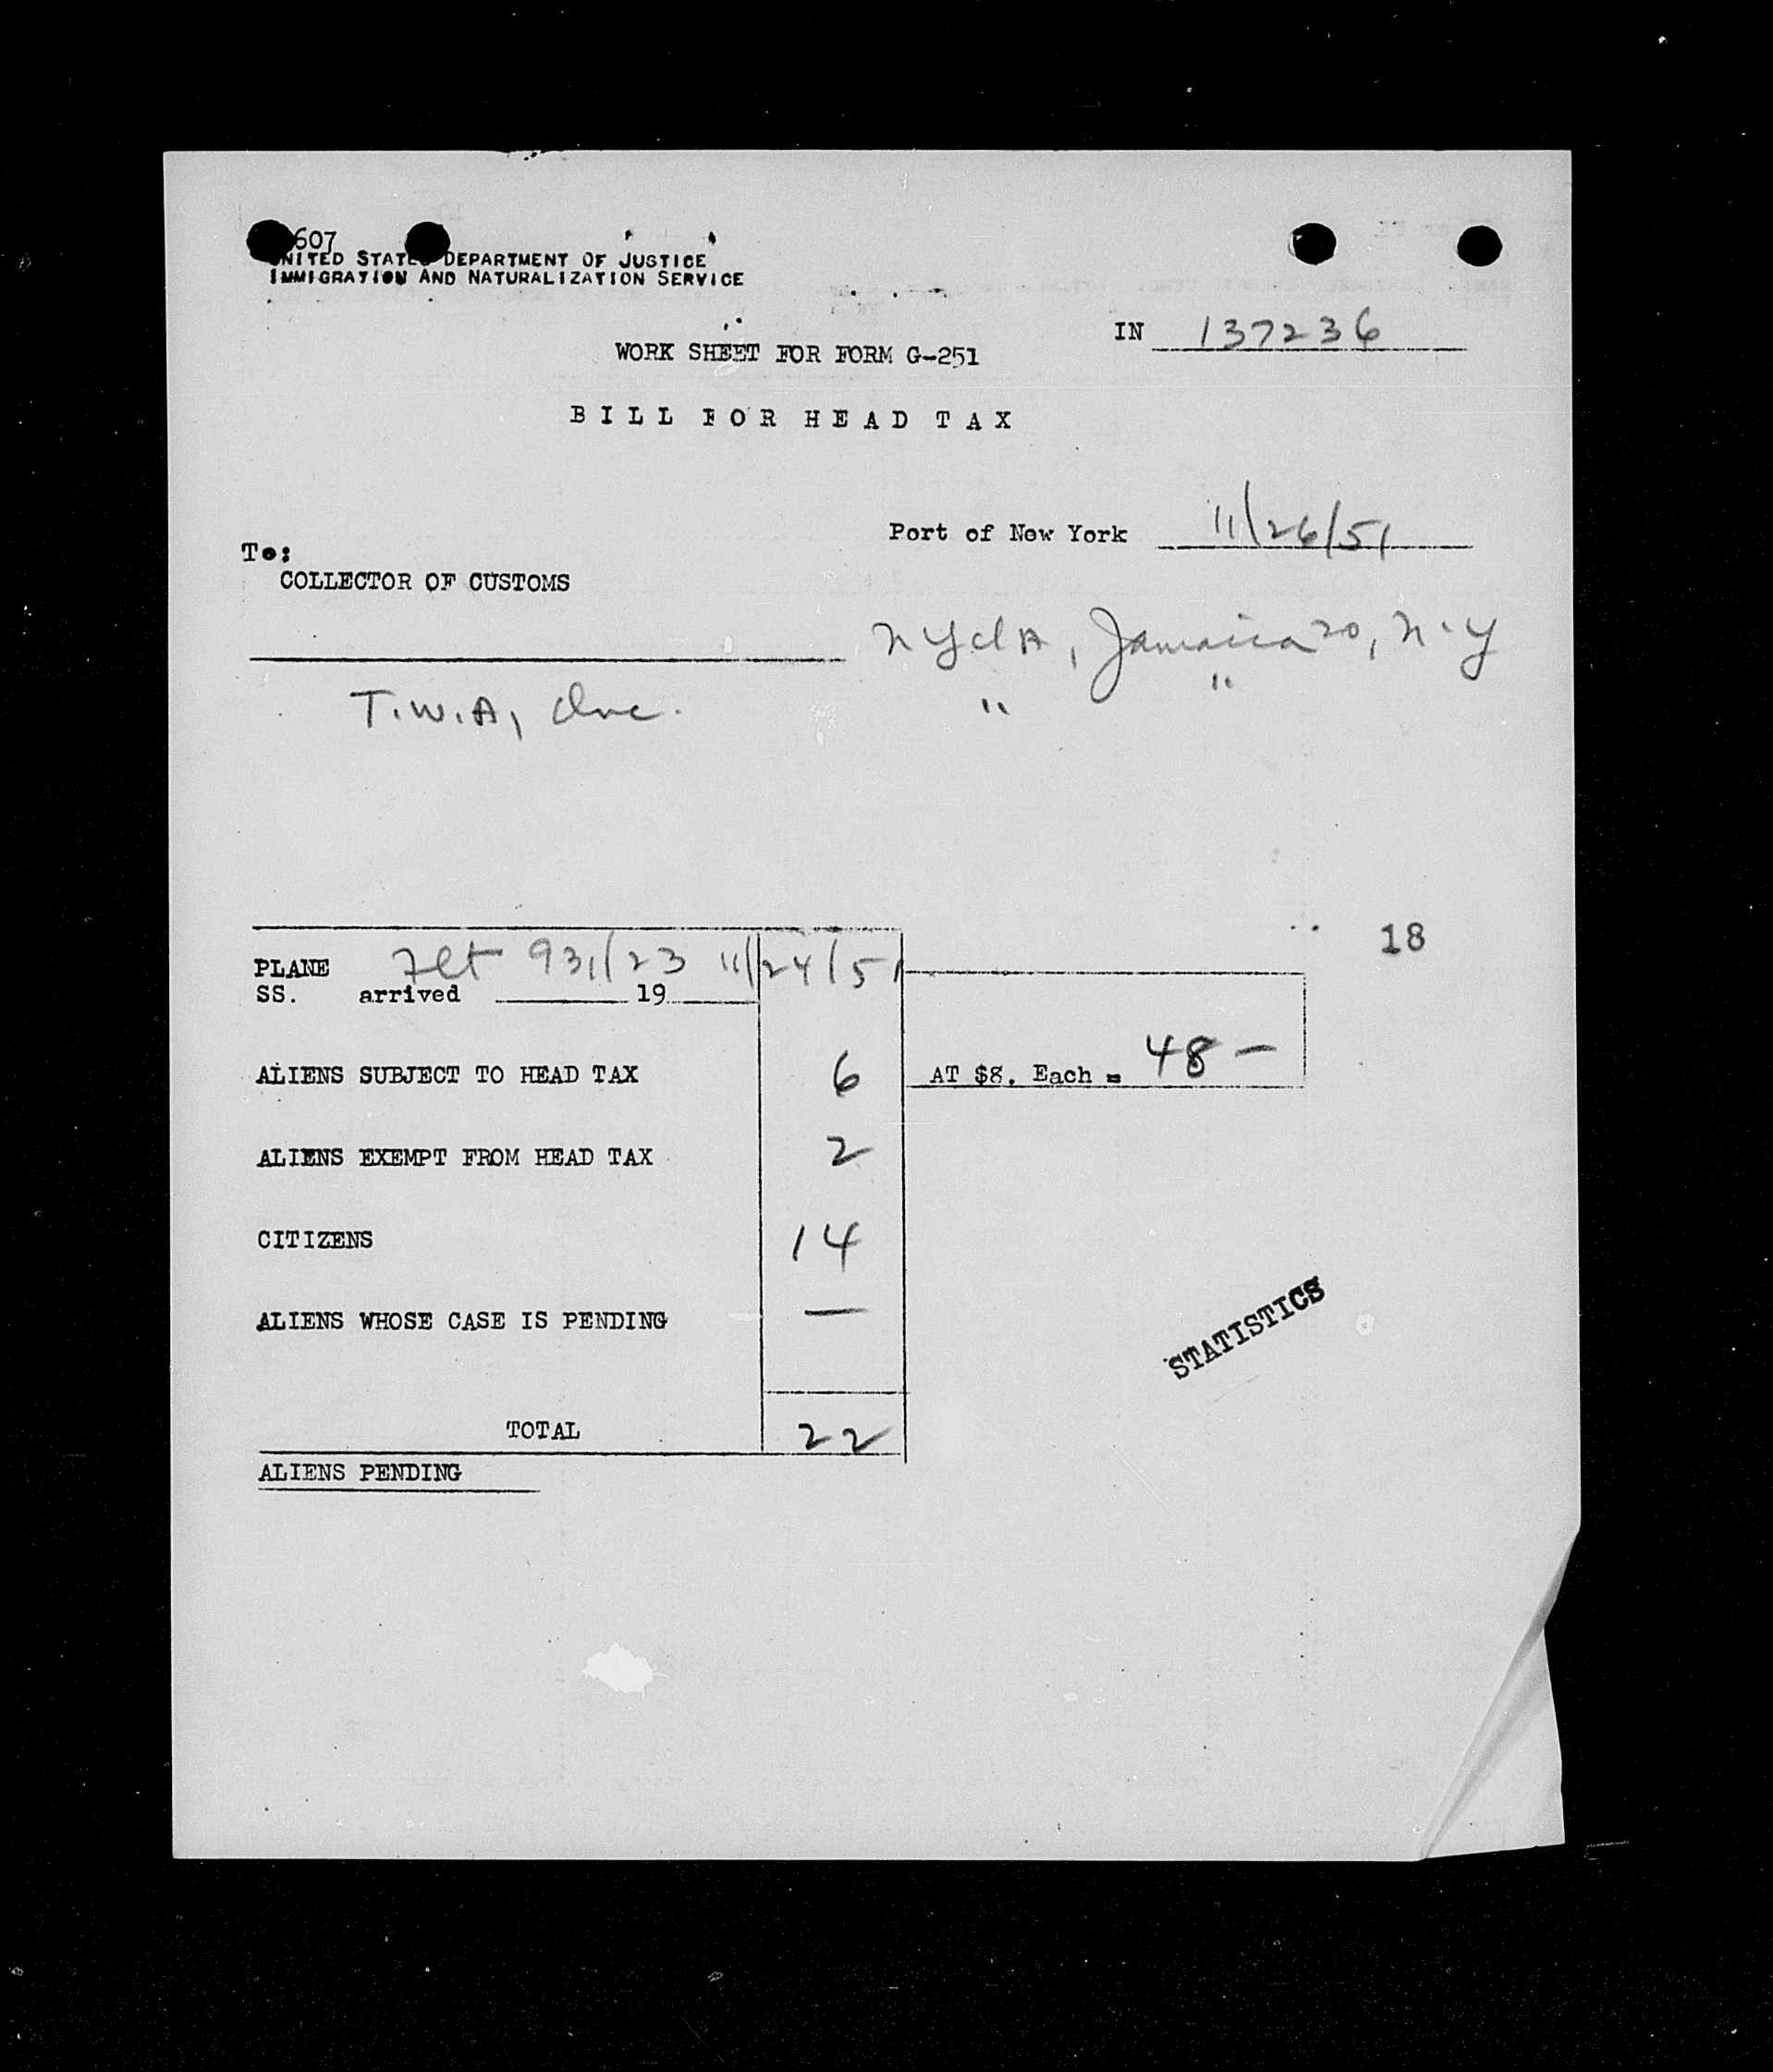 607
UNITED STATES DEPARTMENT OF JUSTICE
IMMIGRATION AND NATURALIZATION SERVICE
IN 137236
WORK SHEET FOR FORM G-251
BILL FOR HEAD TAX
Port of New York 11/26/51
To:
COLLECTOR OF CUSTOMS
NYIA, Jamaica 20, N.Y
T.W.A, Inc. " "
18
PLANE Flt 931/23 11/24/51
SS. arrived 19
ALIENS SUBJECT TO HEAD TAX 6 AT $8. Each = 48 -
ALIENS EXEMPT FROM HEAD TAX 2
CITIZENS 14
ALIENS WHOSE CASE IS PENDING —
STATISTICS
TOTAL 22
ALIENS PENDING